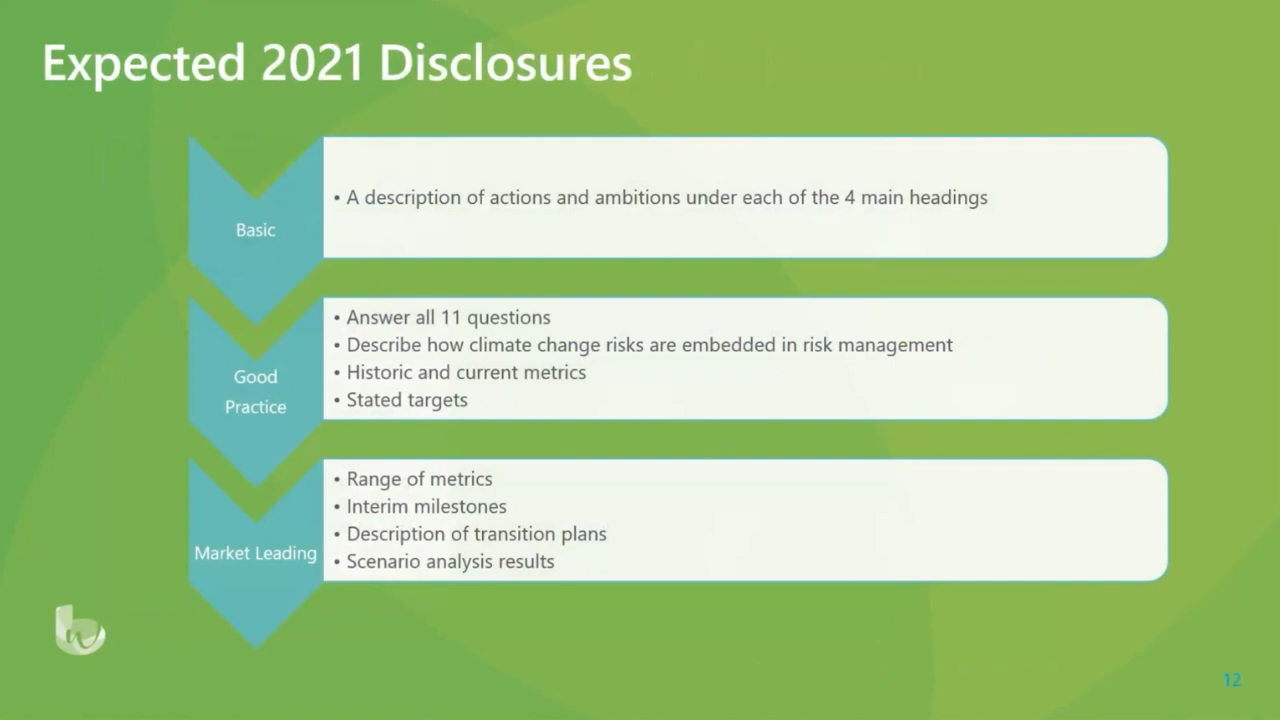 Expected 2021 Disclosures
Basic
• A description of actions and ambitions under each of the 4 main headings
Good
Practice
• Answer all 11 questions
• Describe how climate change risks are embedded in risk management
• Historic and current metrics
• Stated targets
Market Leading
• Range of metrics
• Interim milestones
• Description of transition plans
• Scenario analysis results
12